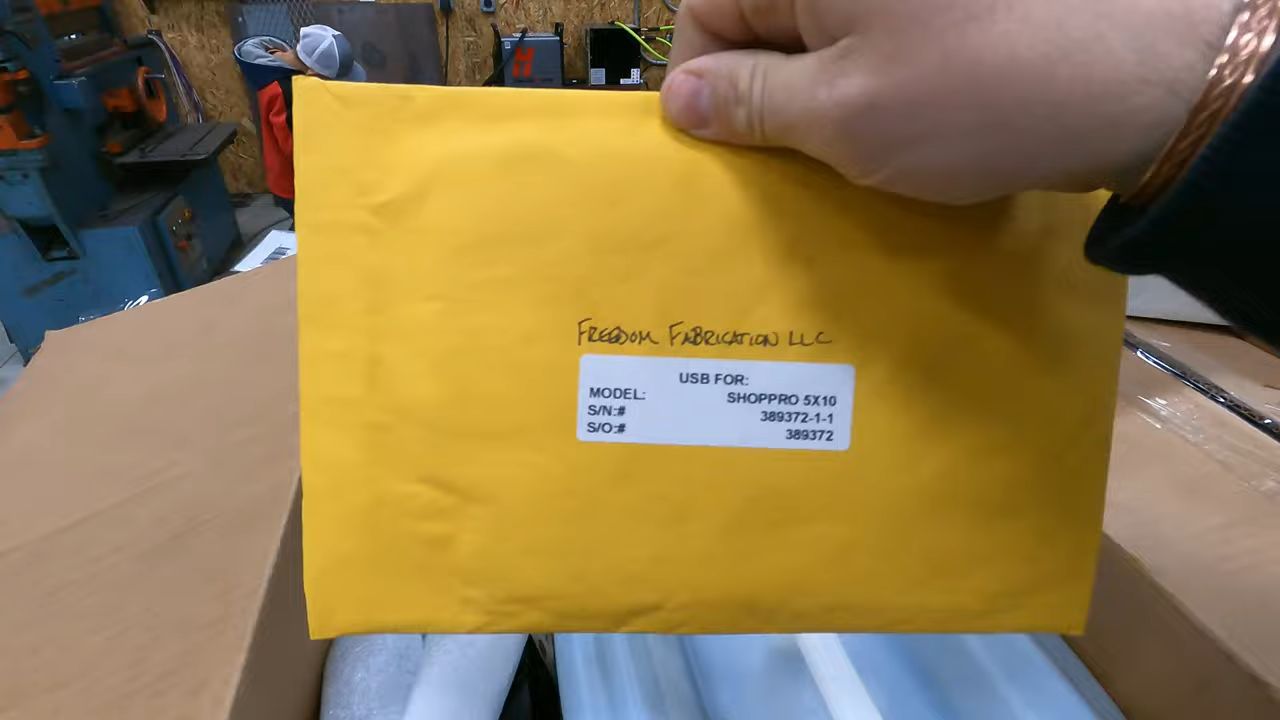 H
FREEDOM FABRICATION LLC
USB FOR:
MODEL: SHOPPRO 5X10
S/N:# 389372-1-1
S/O:# 389372